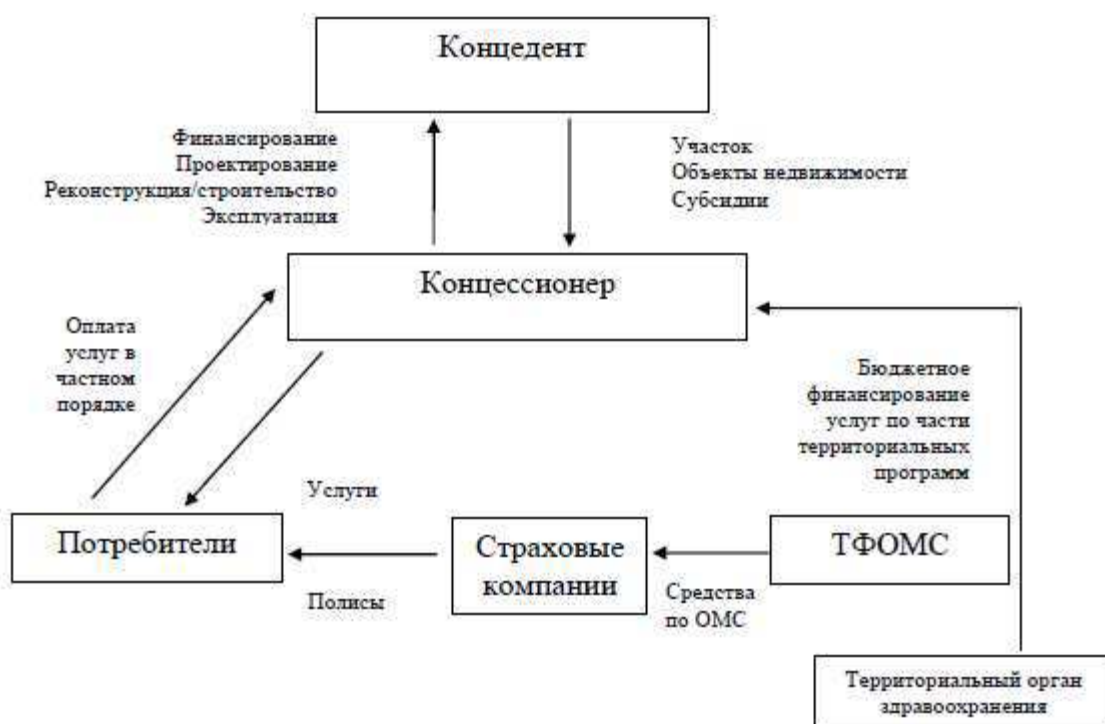 Концедент
Финансирование
Проектирование
Реконструкция/строительство
Эксплуатация
Участок
Объекты недвижимости
Субсидии
Концессионер
Оплата
услуг в
частном
порядке
Бюджетное
финансирование
услуг по части
территориальных
программ
Услуги
Потребители
Страховые
компании
ТФОМС
Полисы
Средства
по ОМС
Территориальный орган
здравоохранения